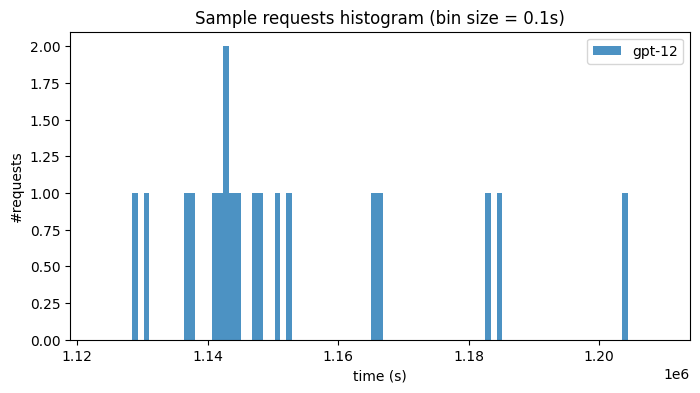 Sample requests histogram (bin size = 0.1s)
gpt-12
2.00
1.75
1.50
1.25
1.00
0.75
0.50
0.25
0.00
#requests
1.12 1.14 1.16 1.18 1.20
1e6
time (s)